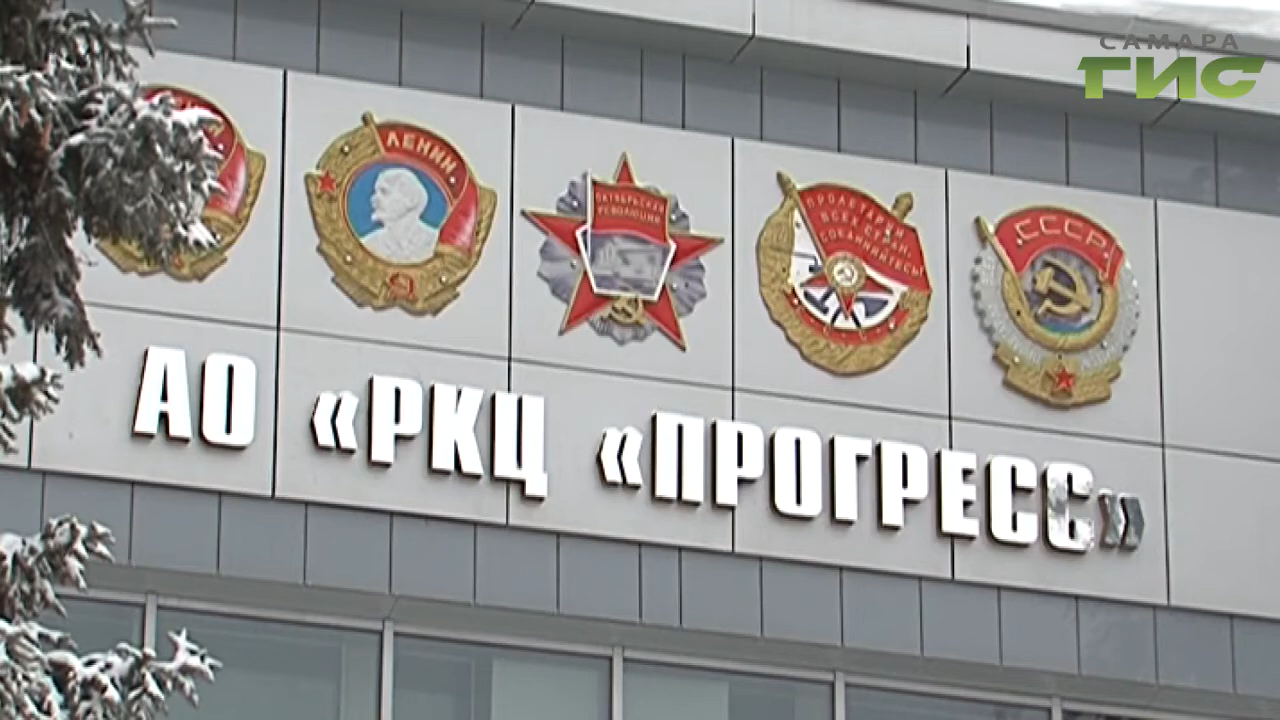 САМАРА
ГИС
ЛЕНИН
ОКТЯБРЬСКАЯ
РЕВОЛЮЦИЯ
ПРОЛЕТАРИИ
ВСЕХ СТРАН,
СОЕДИНЯЙТЕСЬ!
СССР
АО «РКЦ «ПРОГРЕСС»